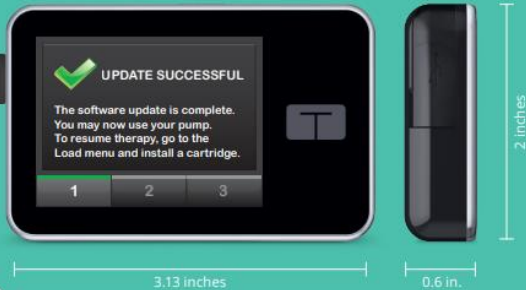 UPDATE SUCCESSFUL
The software update is complete.
You may now use your pump.
To resume therapy, go to the
Load menu and install a cartridge.
1 2 3
2 inches
3.13 inches
0.6 in.